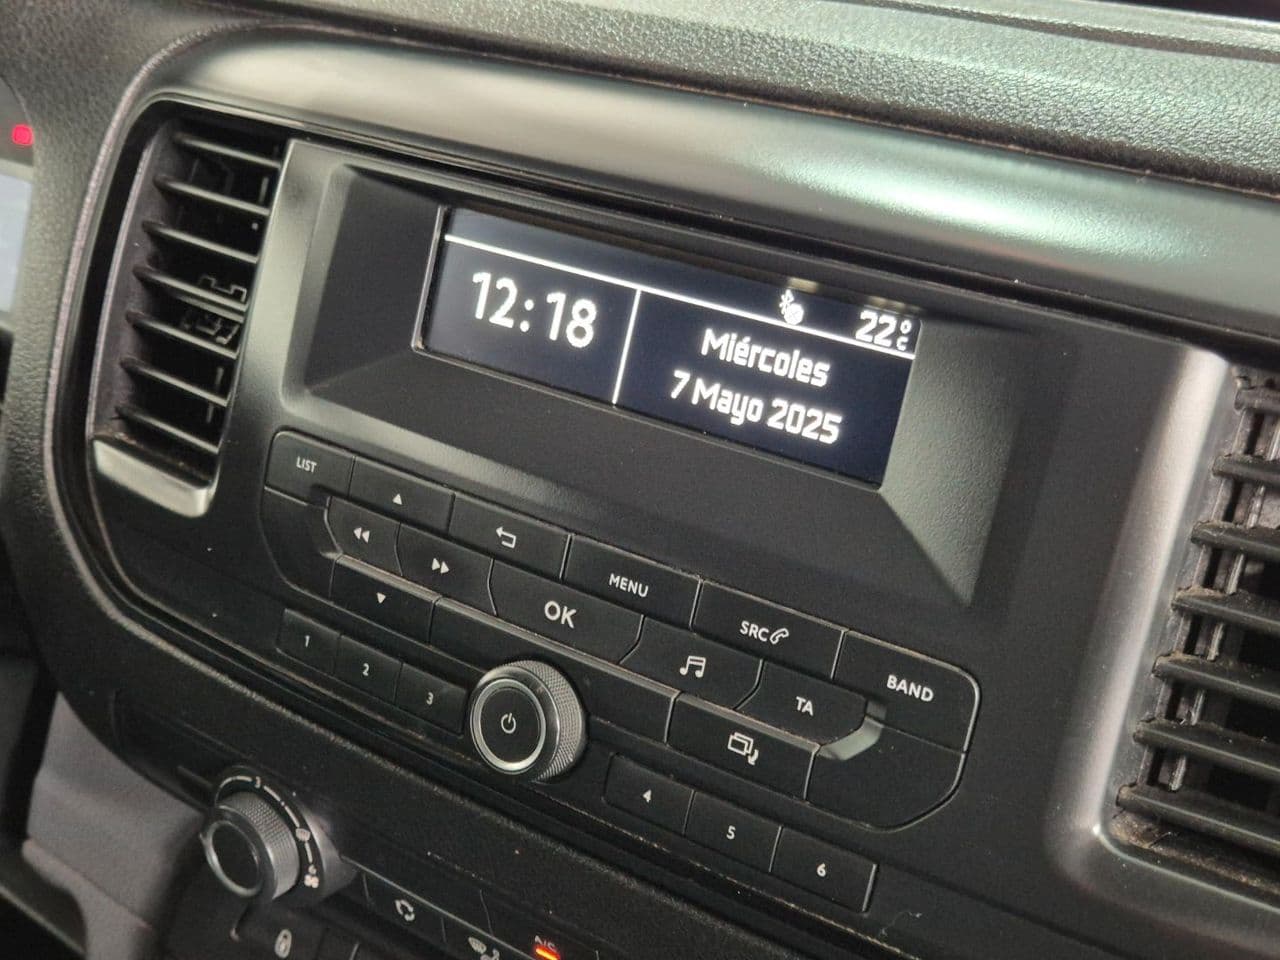 22°C
12:18
Miércoles
7 Mayo 2025
LIST
MENU
OK
SRC
BAND
TA
1
2
3
4
5
6
3
A/C